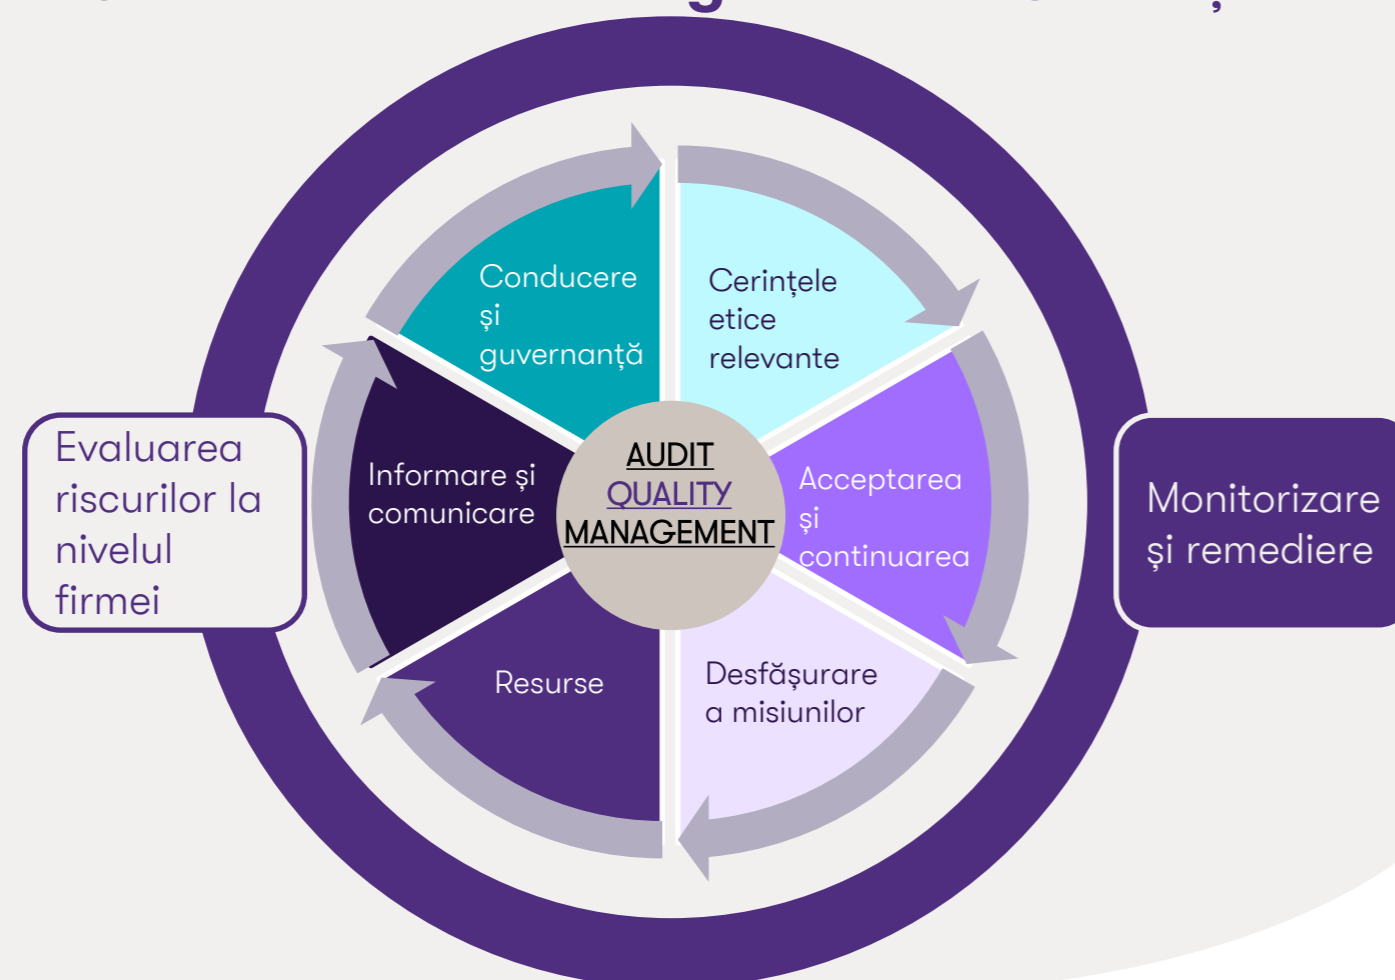 Conducere
și
guvernanță
Cerințele
etice
relevante
Evaluarea
riscurilor la
nivelul
firmei
Informare și
comunicare
AUDIT
QUALITY
MANAGEMENT
Acceptarea
și
continuarea
Monitorizare
și remediere
Resurse
Desfășurare
a misiunilor